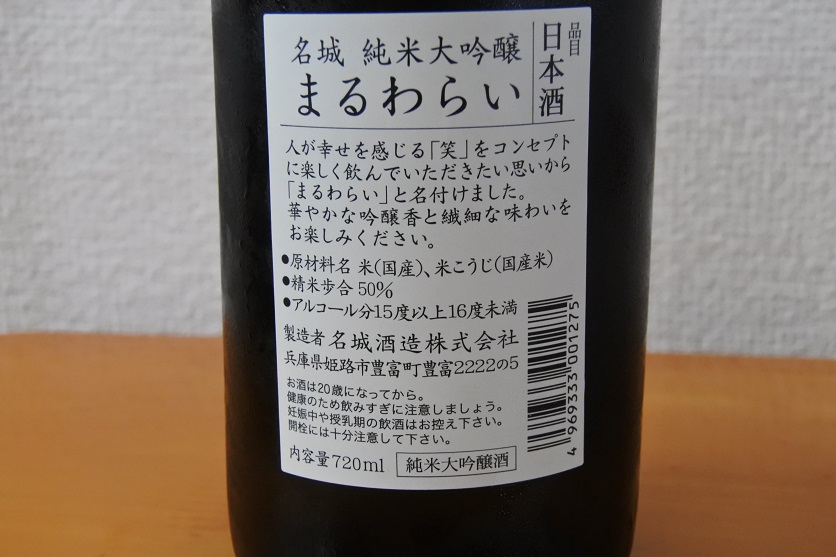 品目
日本酒
名城 純米大吟醸
まるわらい
人が幸せを感じる「笑」をコンセプト
に楽しく飲んでいただきたい思いから
「まるわらい」と名付けました。
華やかな吟醸香と繊細な味わいを
お楽しみください。
●原材料名 米(国産)、米こうじ(国産米)
●精米歩合 50%
●アルコール分15度以上16度未満
製造者 名城酒造株式会社
兵庫県姫路市豊富町豊富2222の5
お酒は20歳になってから。
健康のため飲みすぎに注意しましょう。
妊娠中や授乳期の飲酒はお控え下さい。
開栓には十分注意して下さい。
内容量720ml
純米大吟醸酒
4 969333 001275